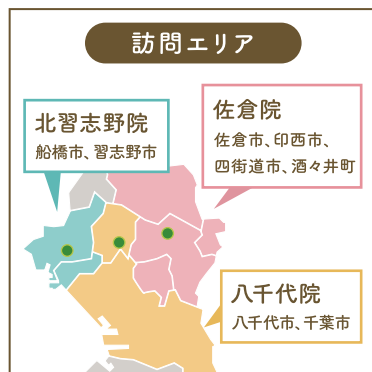 訪問エリア
北習志野院
船橋市、習志野市
佐倉院
佐倉市、印西市、
四街道市、酒々井町
八千代院
八千代市、千葉市